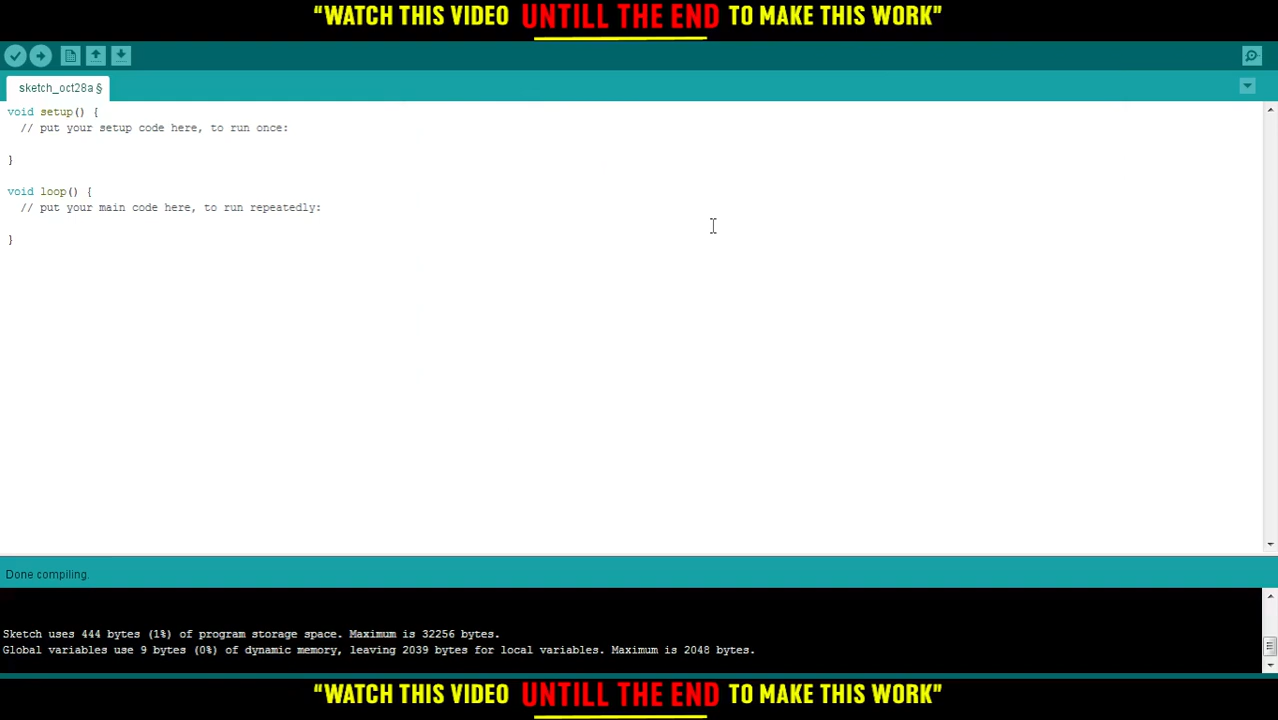 “WATCH THIS VIDEO UNTILL THE END TO MAKE THIS WORK”
sketch_oct28a §
void setup() {
  // put your setup code here, to run once:
}
void loop() {
  // put your main code here, to run repeatedly:
}
Done compiling.
Sketch uses 444 bytes (1%) of program storage space. Maximum is 32256 bytes.
Global variables use 9 bytes (0%) of dynamic memory, leaving 2039 bytes for local variables. Maximum is 2048 bytes.
“WATCH THIS VIDEO UNTILL THE END TO MAKE THIS WORK”